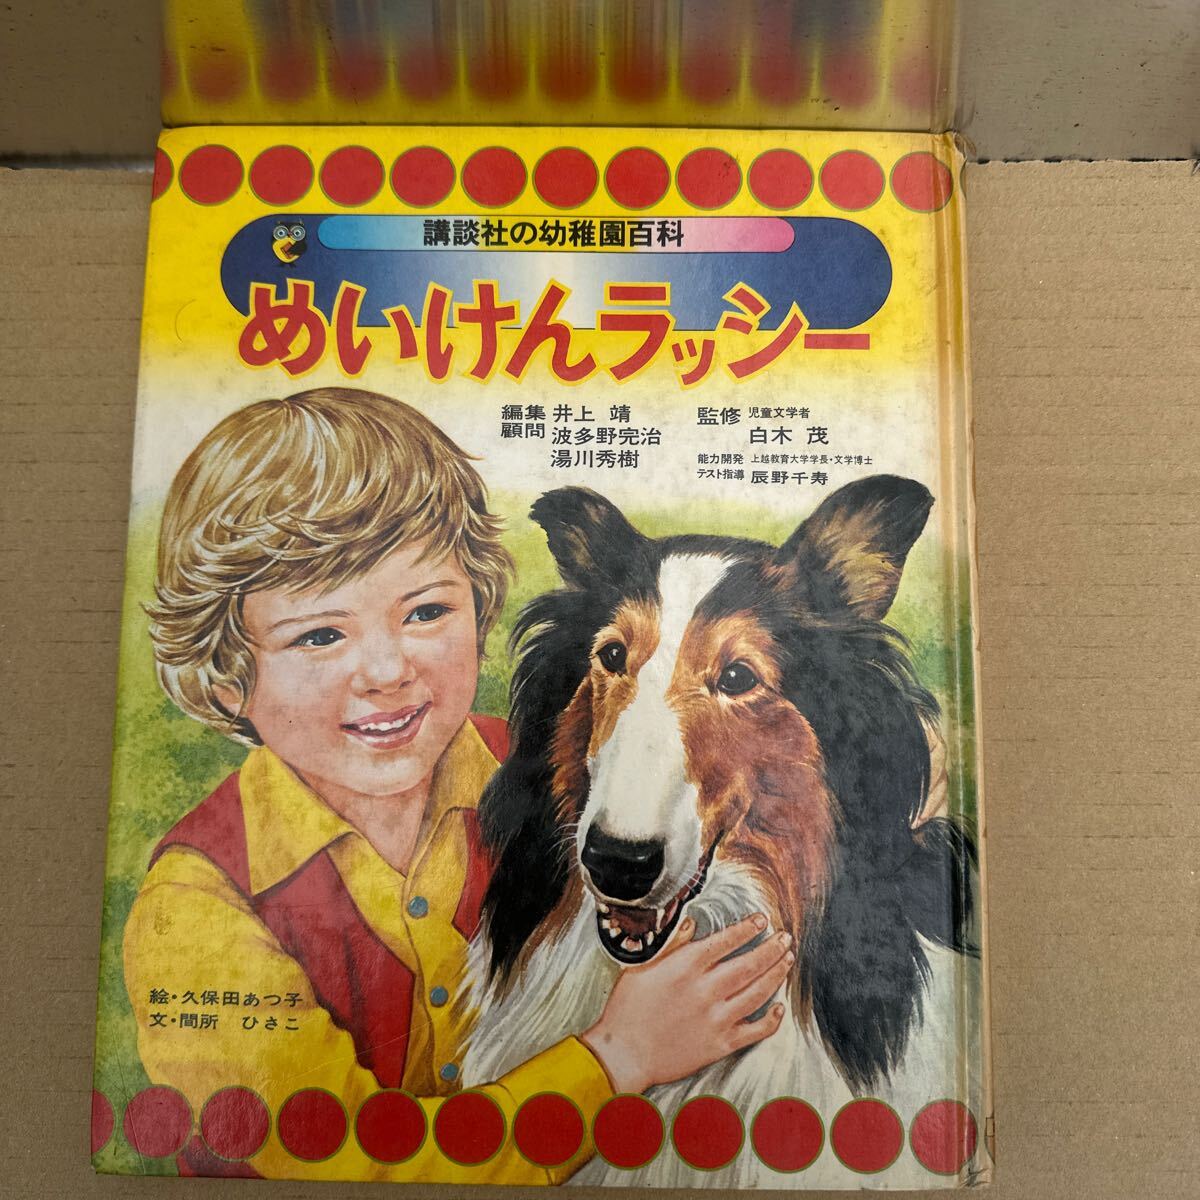 講談社の幼稚園百科
めいけんラッシー
編集顧問 井上 靖
波多野完治
湯川秀樹
監修 児童文学者
白木 茂
能力開発テスト指導 上越教育大学学長・文学博士
辰野千寿
絵・久保田あつ子
文・間所 ひさこ